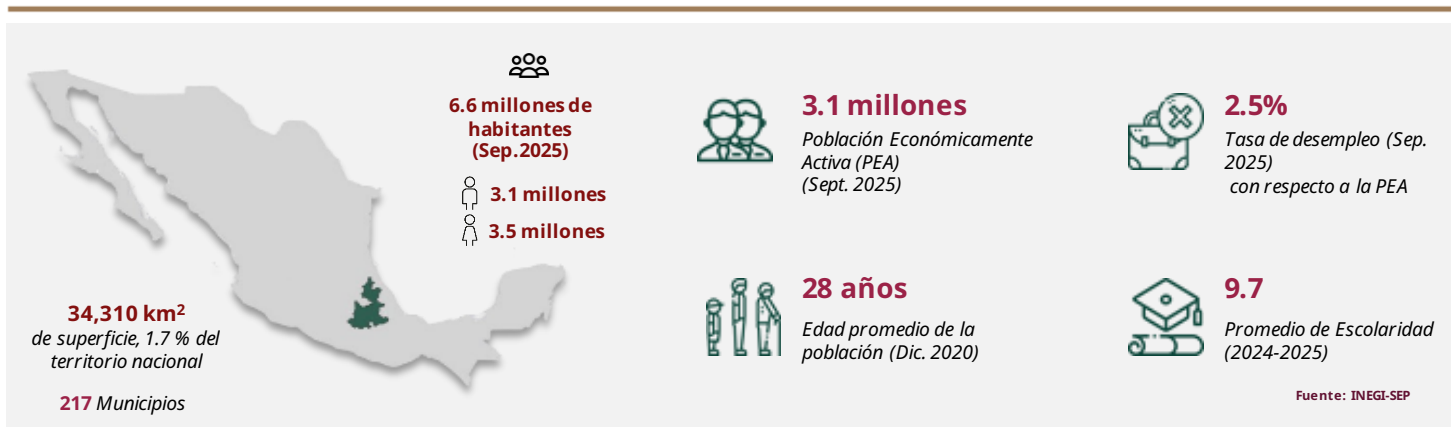 6.6 millones de
habitantes
(Sep.2025)
3.1 millones
3.5 millones
34,310 km²
de superficie, 1.7 % del
territorio nacional
217 Municipios
3.1 millones
Población Económicamente
Activa (PEA)
(Sept. 2025)
2.5%
Tasa de desempleo (Sep.
2025)
con respecto a la PEA
28 años
Edad promedio de la
población (Dic. 2020)
9.7
Promedio de Escolaridad
(2024-2025)
Fuente: INEGI-SEP